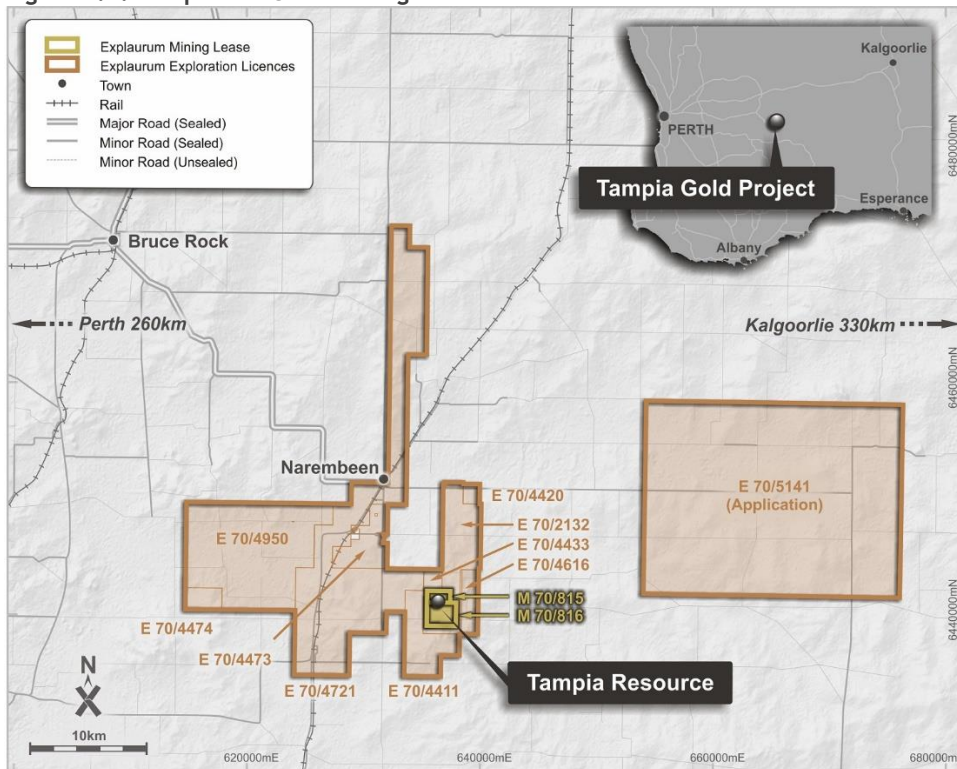 Explaurum Mining Lease
Explaurum Exploration Licences
Town
Rail
Major Road (Sealed)
Minor Road (Sealed)
Minor Road (Unsealed)
Kalgoorlie
PERTH
Tampia Gold Project
Esperance
Albany
6480000mN
Bruce Rock
Perth 260km
Kalgoorlie 330km
6460000mN
Narembeen
E 70/4420
E 70/5141
(Application)
E 70/4950
E 70/2132
E 70/4433
E 70/4616
M 70/815
M 70/816
6440000mN
E 70/4474
E 70/4473
E 70/4721
E 70/4411
Tampia Resource
N
10km
620000mE
640000mE
660000mE
680000mE